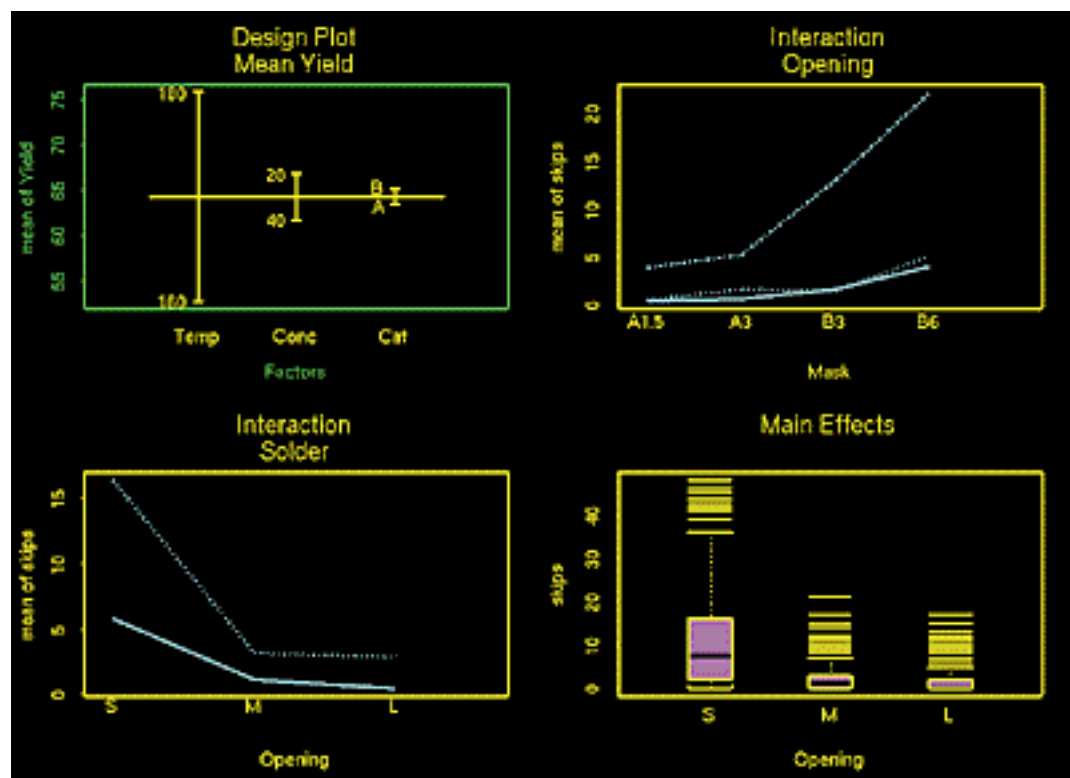 Design Plot
Mean Yield
mean of Yield
75
70
65
60
55
180
160
20
40
B
A
Temp
Conc
Cat
Factors
Interaction
Opening
mean of skips
20
15
10
5
0
A1.5
A3
B3
B6
Mask
Interaction
Solder
mean of skips
15
10
5
0
S
M
L
Opening
Main Effects
skips
40
30
20
10
0
S
M
L
Opening